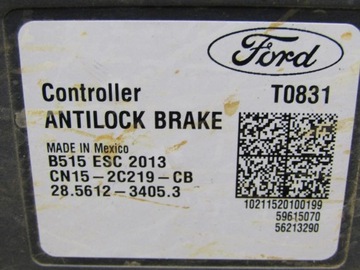 Ford
Controller T0831
ANTILOCK BRAKE
MADE IN Mexico
B515 ESC 2013
CN15-2C219-CB
28.5612-3405.3
10211520100199
59615070
56213290